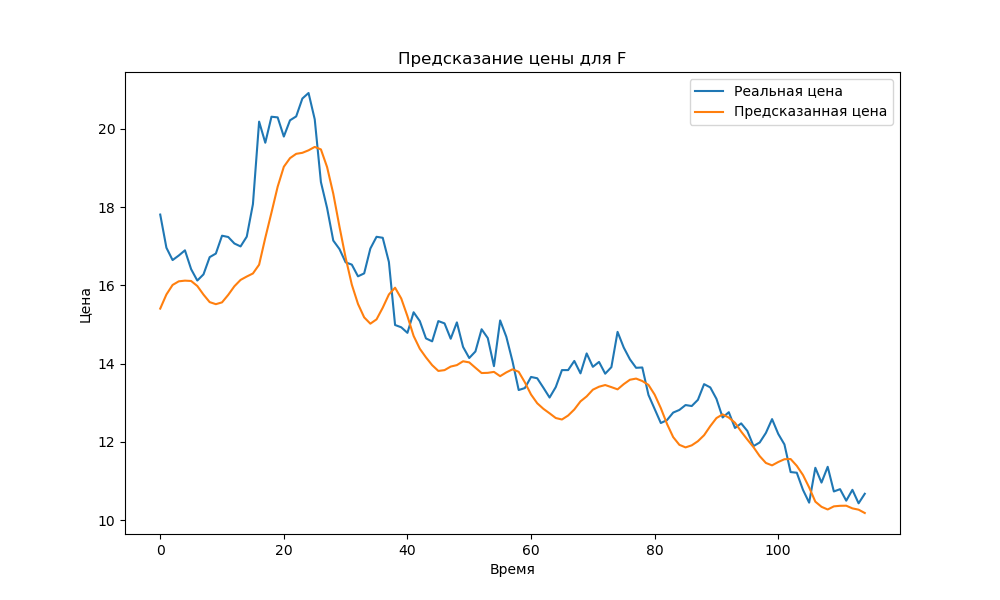 Предсказание цены для F
Реальная цена
Предсказанная цена
Цена
20
18
16
14
12
10
0 20 40 60 80 100
Время